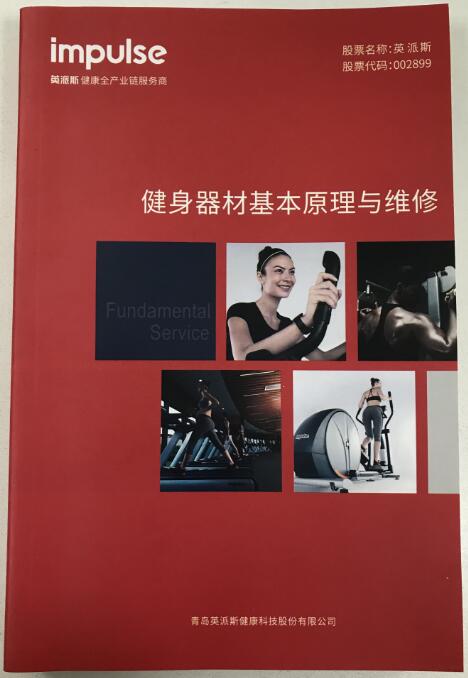 impulse
英派斯 健康全产业链服务商
股票名称:英派斯
股票代码:002899
健身器材基本原理与维修
Fundamental
Service
青岛英派斯健康科技股份有限公司